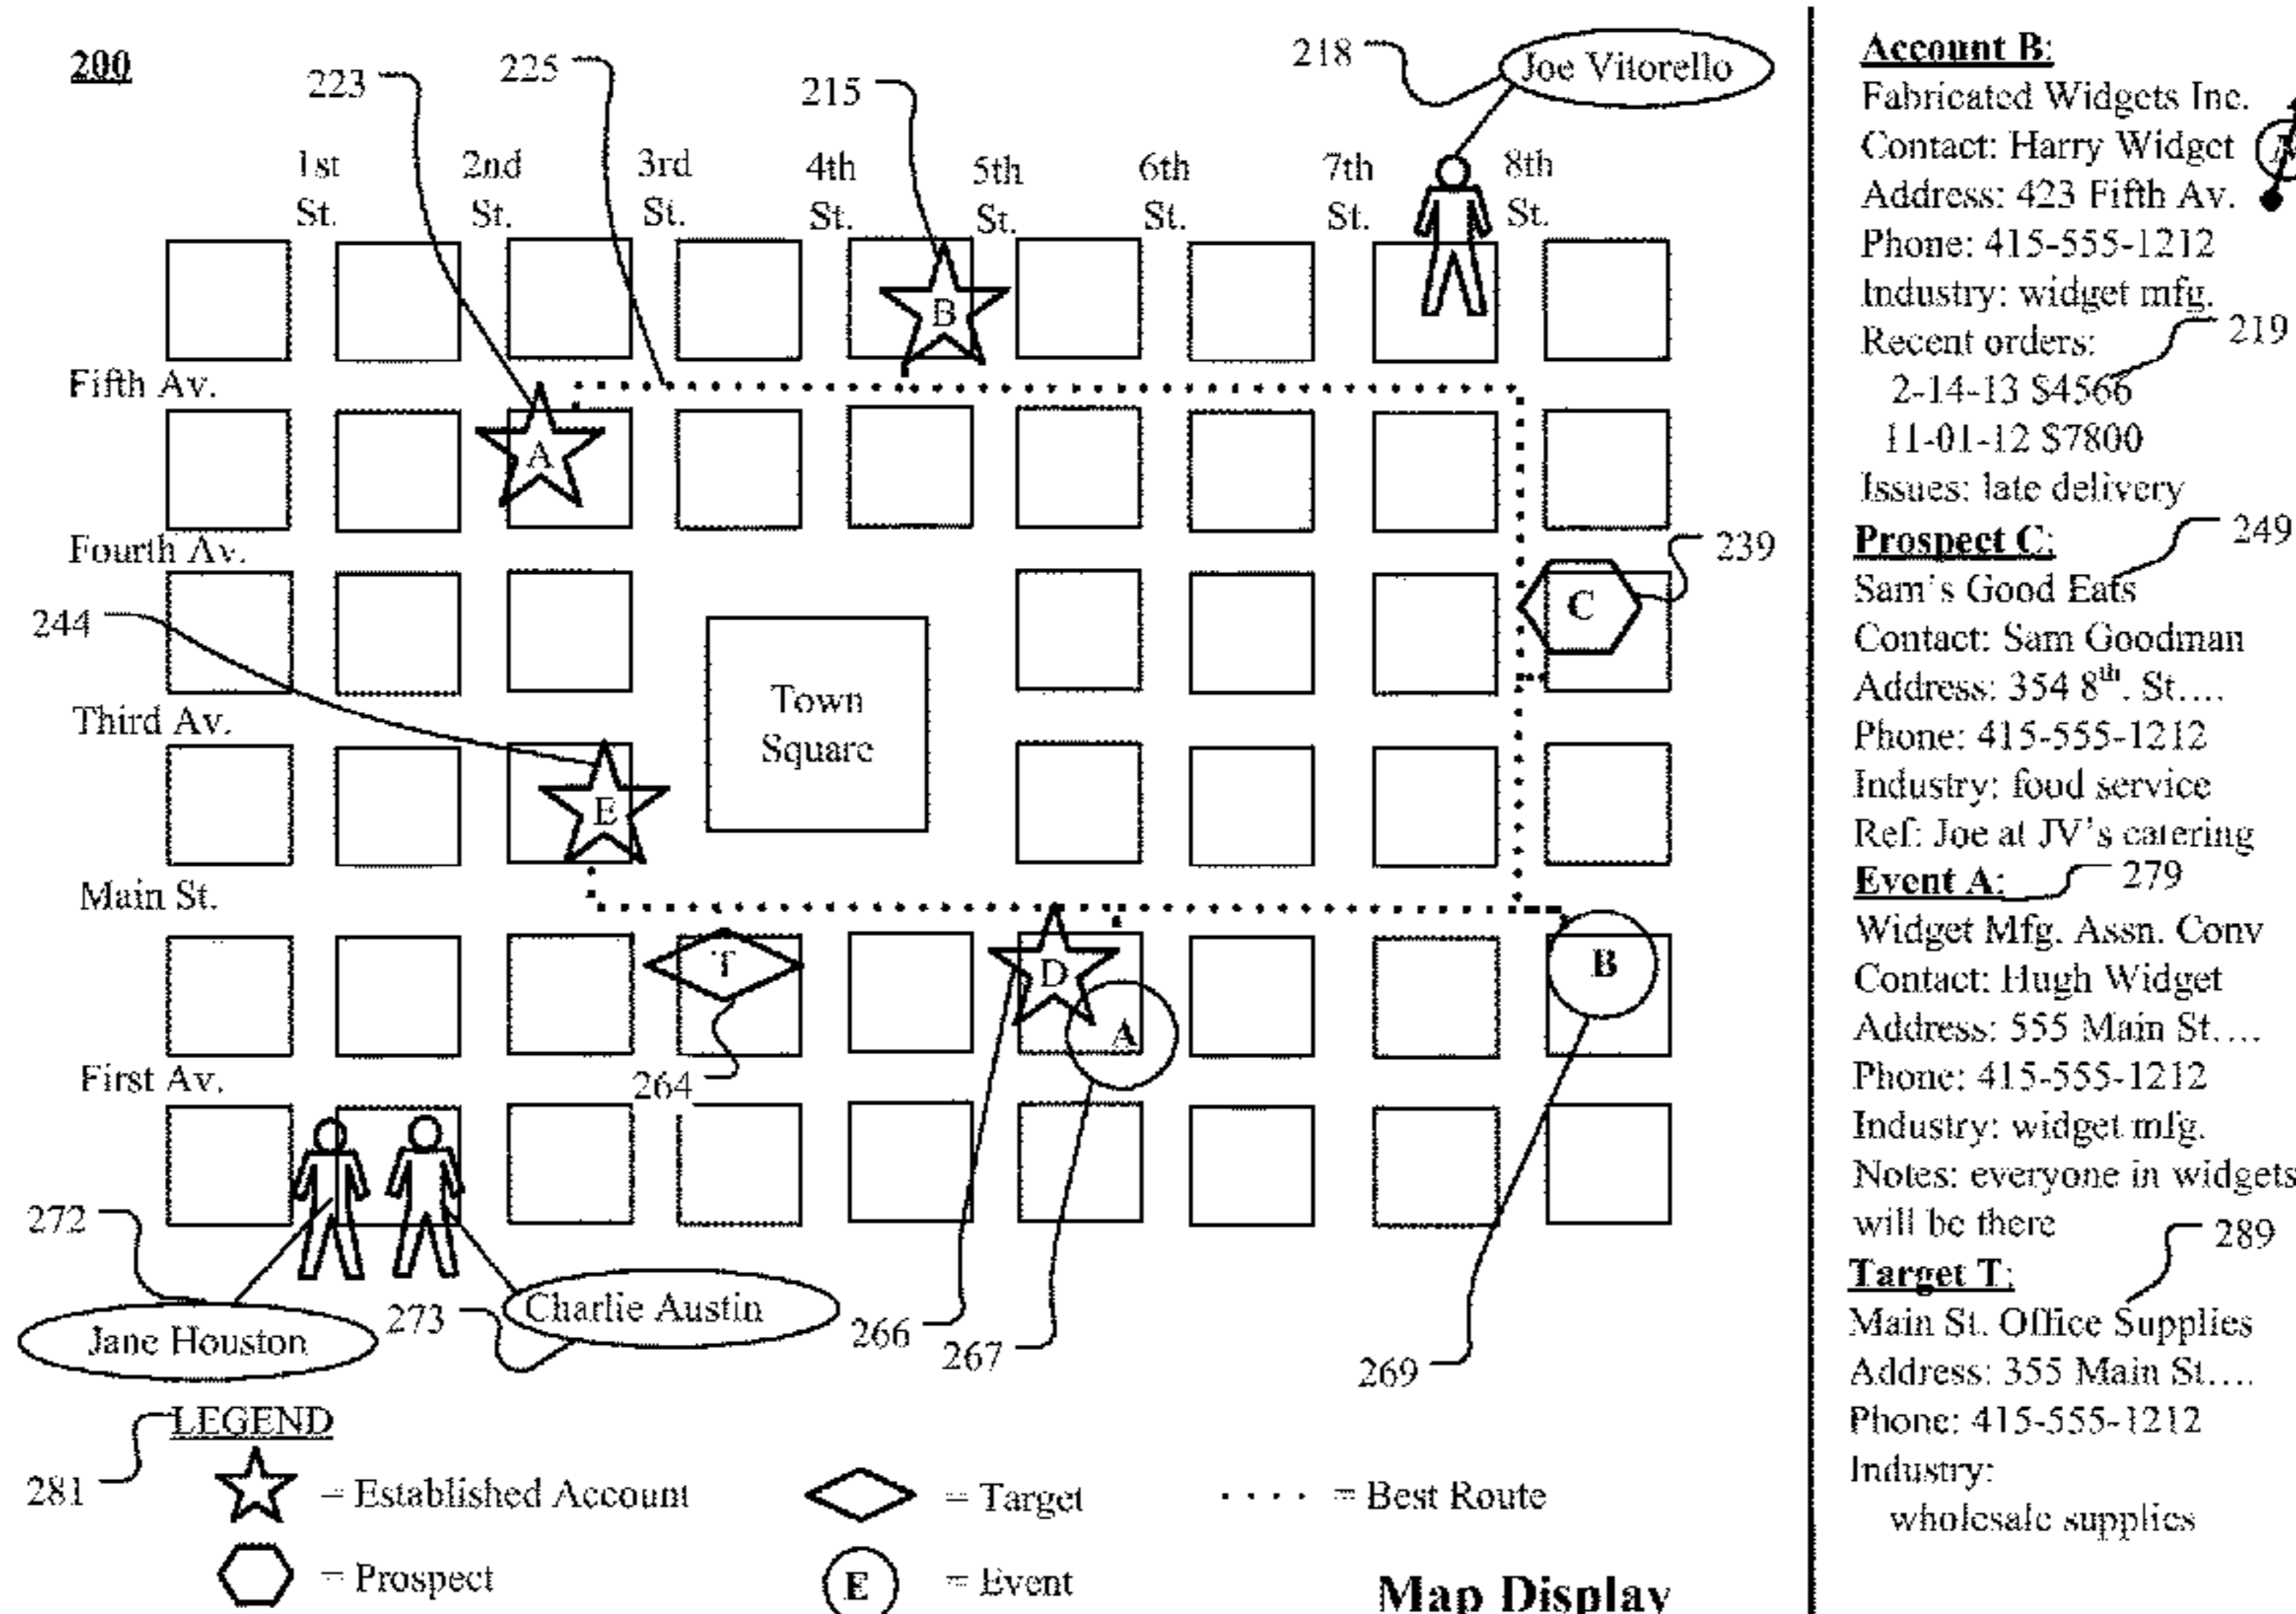 200
223
225
215
218
Joe Vitorello
1st St.
2nd St.
3rd St.
4th St.
5th St.
6th St.
7th St.
8th St.
B
Fifth Av.
A
Fourth Av.
239
C
244
Town
Square
Third Av.
E
Main St.
T
D
B
A
First Av.
264
272
Jane Houston
273
Charlie Austin
266
267
269
281
LEGEND
= Established Account
= Target
.... = Best Route
= Prospect
E
= Event
Map Display
Account B:
Fabricated Widgets Inc.
Contact: Harry Widget
Address: 423 Fifth Av.
Phone: 415-555-1212
Industry: widget mfg.
219
Recent orders:
2-14-13 $4566
11-01-12 $7800
Issues: late delivery
Prospect C:
249
Sam's Good Eats
Contact: Sam Goodman
Address: 354 8th. St....
Phone: 415-555-1212
Industry: food service
Ref: Joe at JV's catering
Event A:
279
Widget Mfg. Assn. Conv
Contact: Hugh Widget
Address: 555 Main St....
Phone: 415-555-1212
Industry: widget mfg.
Notes: everyone in widgets
will be there
289
Target T:
Main St. Office Supplies
Address: 355 Main St....
Phone: 415-555-1212
Industry:
wholesale supplies